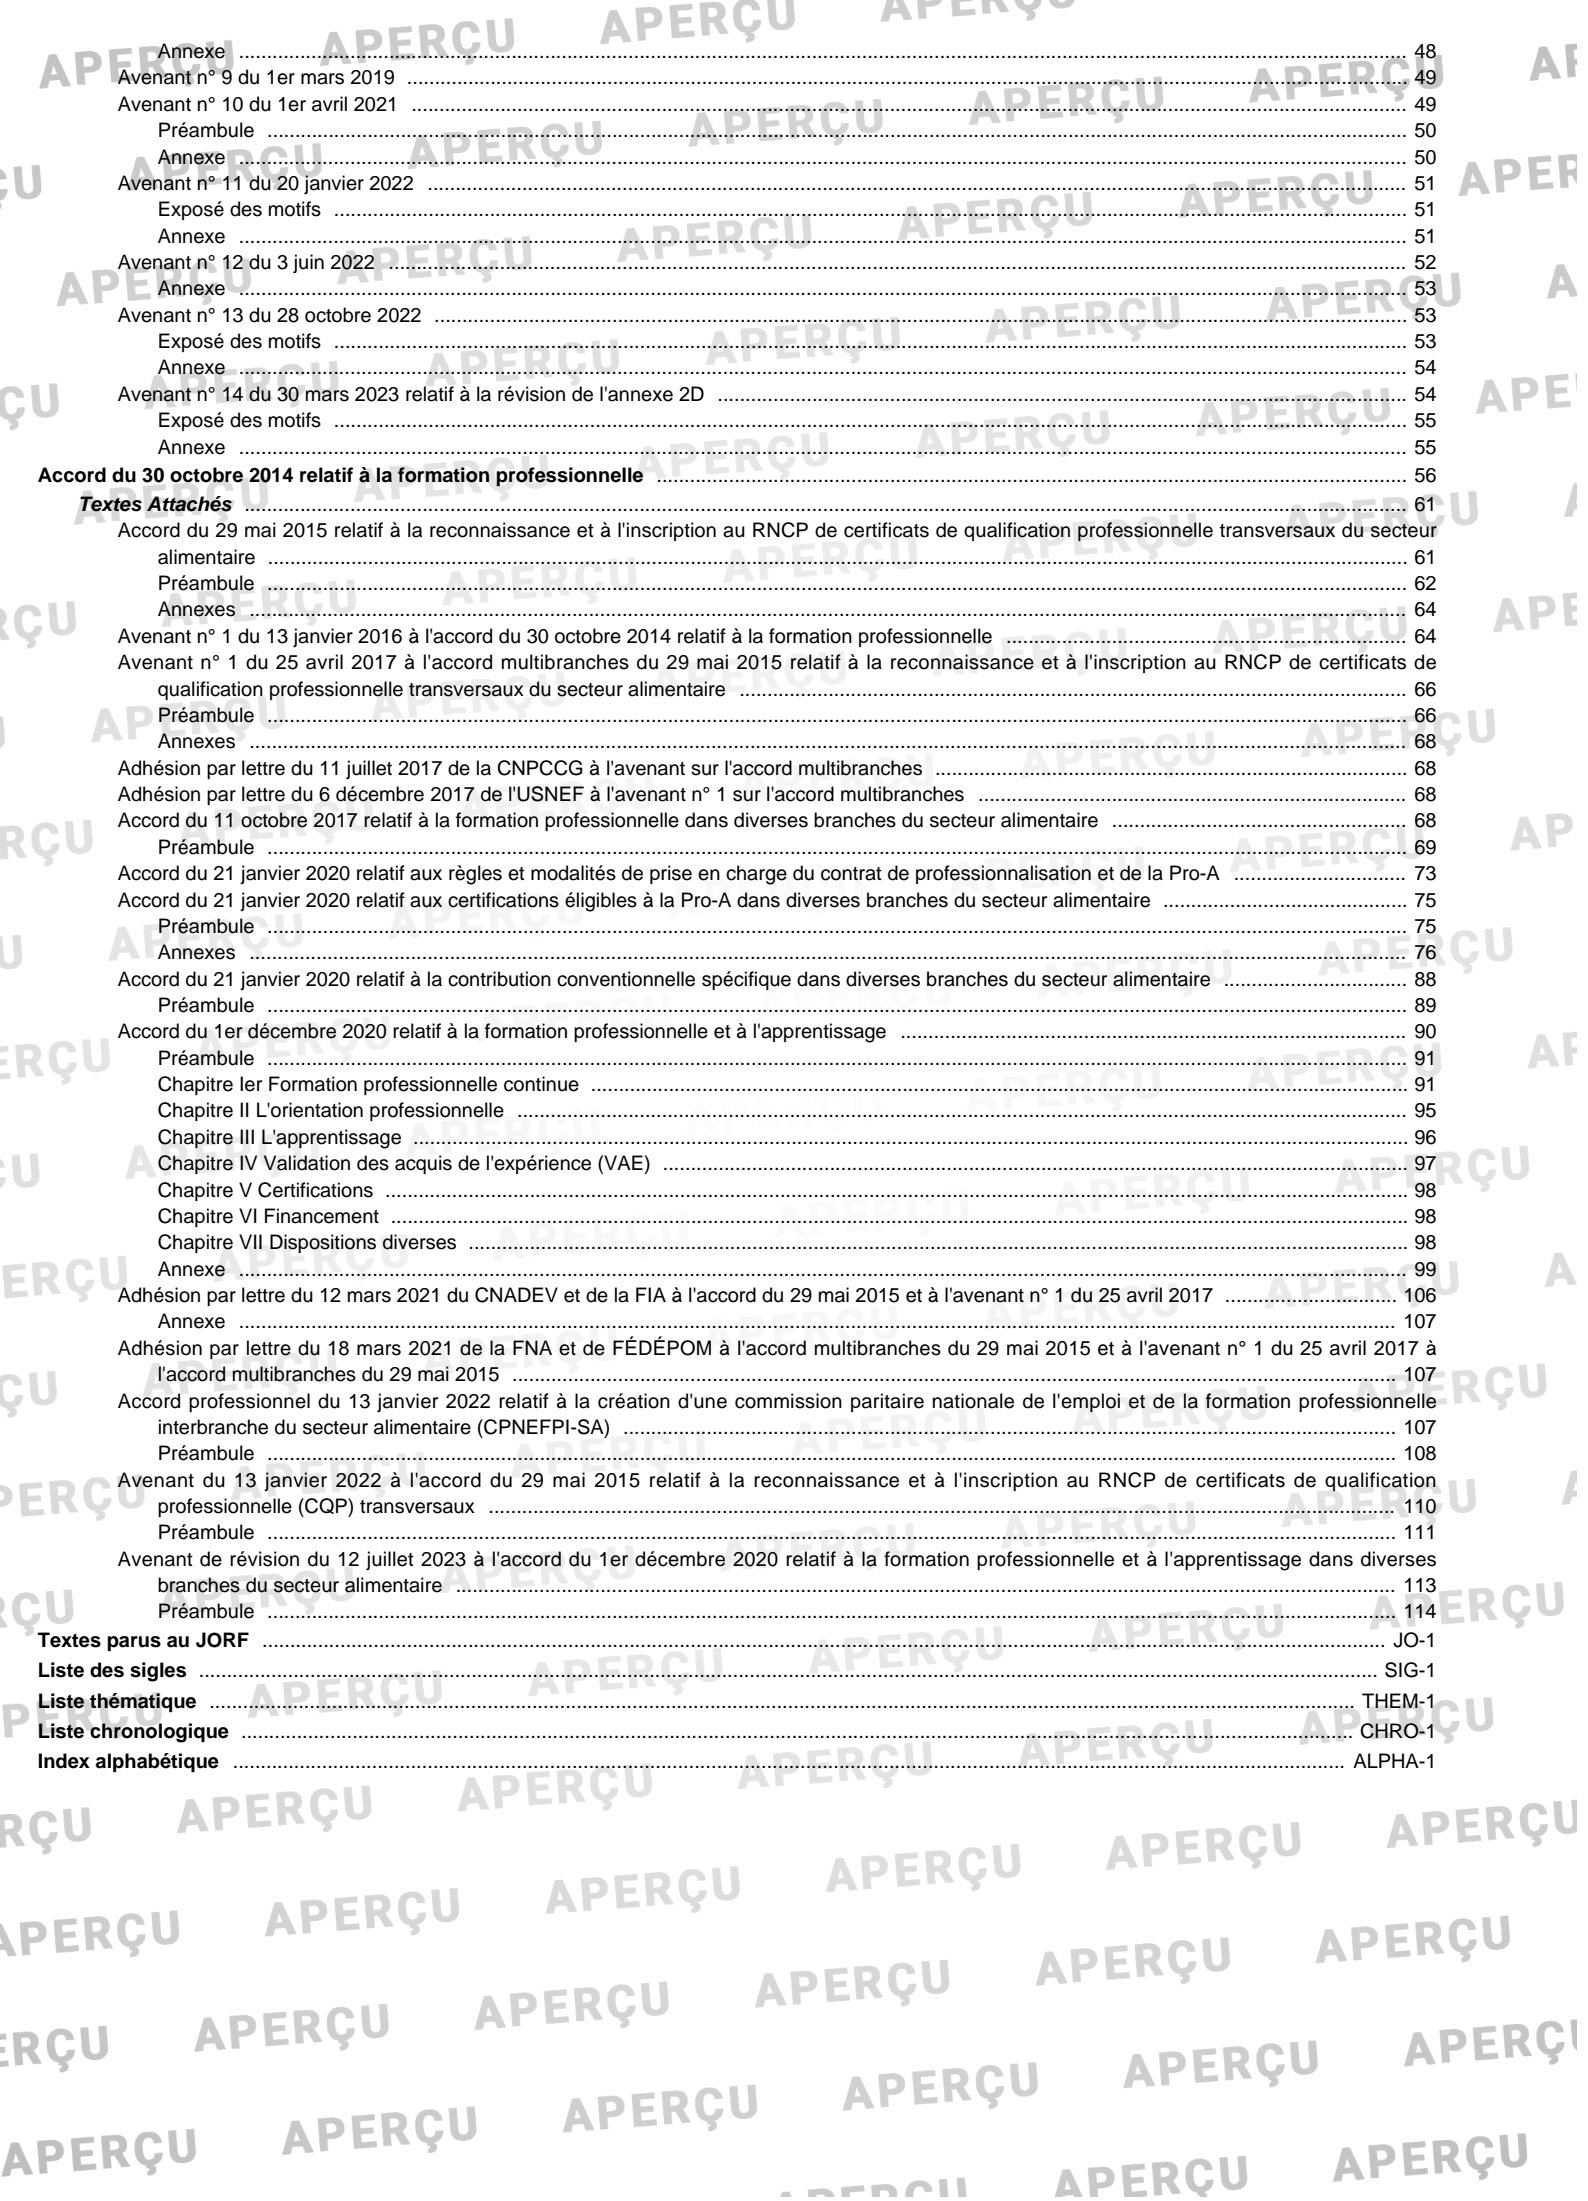 Annexe ........ 48
Avenant n° 9 du 1er mars 2019 ........ 49
Avenant n° 10 du 1er avril 2021 ........ 49
Préambule ........ 50
Annexe ........ 50
Avenant n° 11 du 20 janvier 2022 ........ 51
Exposé des motifs ........ 51
Annexe ........ 51
Avenant n° 12 du 3 juin 2022 ........ 52
Annexe ........ 53
Avenant n° 13 du 28 octobre 2022 ........ 53
Exposé des motifs ........ 53
Annexe ........ 54
Avenant n° 14 du 30 mars 2023 relatif à la révision de l'annexe 2D ........ 54
Exposé des motifs ........ 55
Annexe ........ 55
Accord du 30 octobre 2014 relatif à la formation professionnelle ........ 56
Textes Attachés ........ 61
Accord du 29 mai 2015 relatif à la reconnaissance et à l'inscription au RNCP de certificats de qualification professionnelle transversaux du secteur
alimentaire ........ 61
Préambule ........ 62
Annexes ........ 64
Avenant n° 1 du 13 janvier 2016 à l'accord du 30 octobre 2014 relatif à la formation professionnelle ........ 64
Avenant n° 1 du 25 avril 2017 à l'accord multibranches du 29 mai 2015 relatif à la reconnaissance et à l'inscription au RNCP de certificats de
qualification professionnelle transversaux du secteur alimentaire ........ 66
Préambule ........ 66
Annexes ........ 68
Adhésion par lettre du 11 juillet 2017 de la CNPCCG à l'avenant sur l'accord multibranches ........ 68
Adhésion par lettre du 6 décembre 2017 de l'USNEF à l'avenant n° 1 sur l'accord multibranches ........ 68
Accord du 11 octobre 2017 relatif à la formation professionnelle dans diverses branches du secteur alimentaire ........ 68
Préambule ........ 69
Accord du 21 janvier 2020 relatif aux règles et modalités de prise en charge du contrat de professionnalisation et de la Pro-A ........ 73
Accord du 21 janvier 2020 relatif aux certifications éligibles à la Pro-A dans diverses branches du secteur alimentaire ........ 75
Préambule ........ 75
Annexes ........ 76
Accord du 21 janvier 2020 relatif à la contribution conventionnelle spécifique dans diverses branches du secteur alimentaire ........ 88
Préambule ........ 89
Accord du 1er décembre 2020 relatif à la formation professionnelle et à l'apprentissage ........ 90
Préambule ........ 91
Chapitre Ier Formation professionnelle continue ........ 91
Chapitre II L'orientation professionnelle ........ 95
Chapitre III L'apprentissage ........ 96
Chapitre IV Validation des acquis de l'expérience (VAE) ........ 97
Chapitre V Certifications ........ 98
Chapitre VI Financement ........ 98
Chapitre VII Dispositions diverses ........ 98
Annexe ........ 99
Adhésion par lettre du 12 mars 2021 du CNADEV et de la FIA à l'accord du 29 mai 2015 et à l'avenant n° 1 du 25 avril 2017 ........ 106
Annexe ........ 107
Adhésion par lettre du 18 mars 2021 de la FNA et de FÉDÉPOM à l'accord multibranches du 29 mai 2015 et à l'avenant n° 1 du 25 avril 2017 à
l'accord multibranches du 29 mai 2015 ........ 107
Accord professionnel du 13 janvier 2022 relatif à la création d'une commission paritaire nationale de l'emploi et de la formation professionnelle
interbranche du secteur alimentaire (CPNEFPI-SA) ........ 107
Préambule ........ 108
Avenant du 13 janvier 2022 à l'accord du 29 mai 2015 relatif à la reconnaissance et à l'inscription au RNCP de certificats de qualification
professionnelle (CQP) transversaux ........ 110
Préambule ........ 111
Avenant de révision du 12 juillet 2023 à l'accord du 1er décembre 2020 relatif à la formation professionnelle et à l'apprentissage dans diverses
branches du secteur alimentaire ........ 113
Préambule ........ 114
Textes parus au JORF ........ JO-1
Liste des sigles ........ SIG-1
Liste thématique ........ THEM-1
Liste chronologique ........ CHRO-1
Index alphabétique ........ ALPHA-1
APERÇU